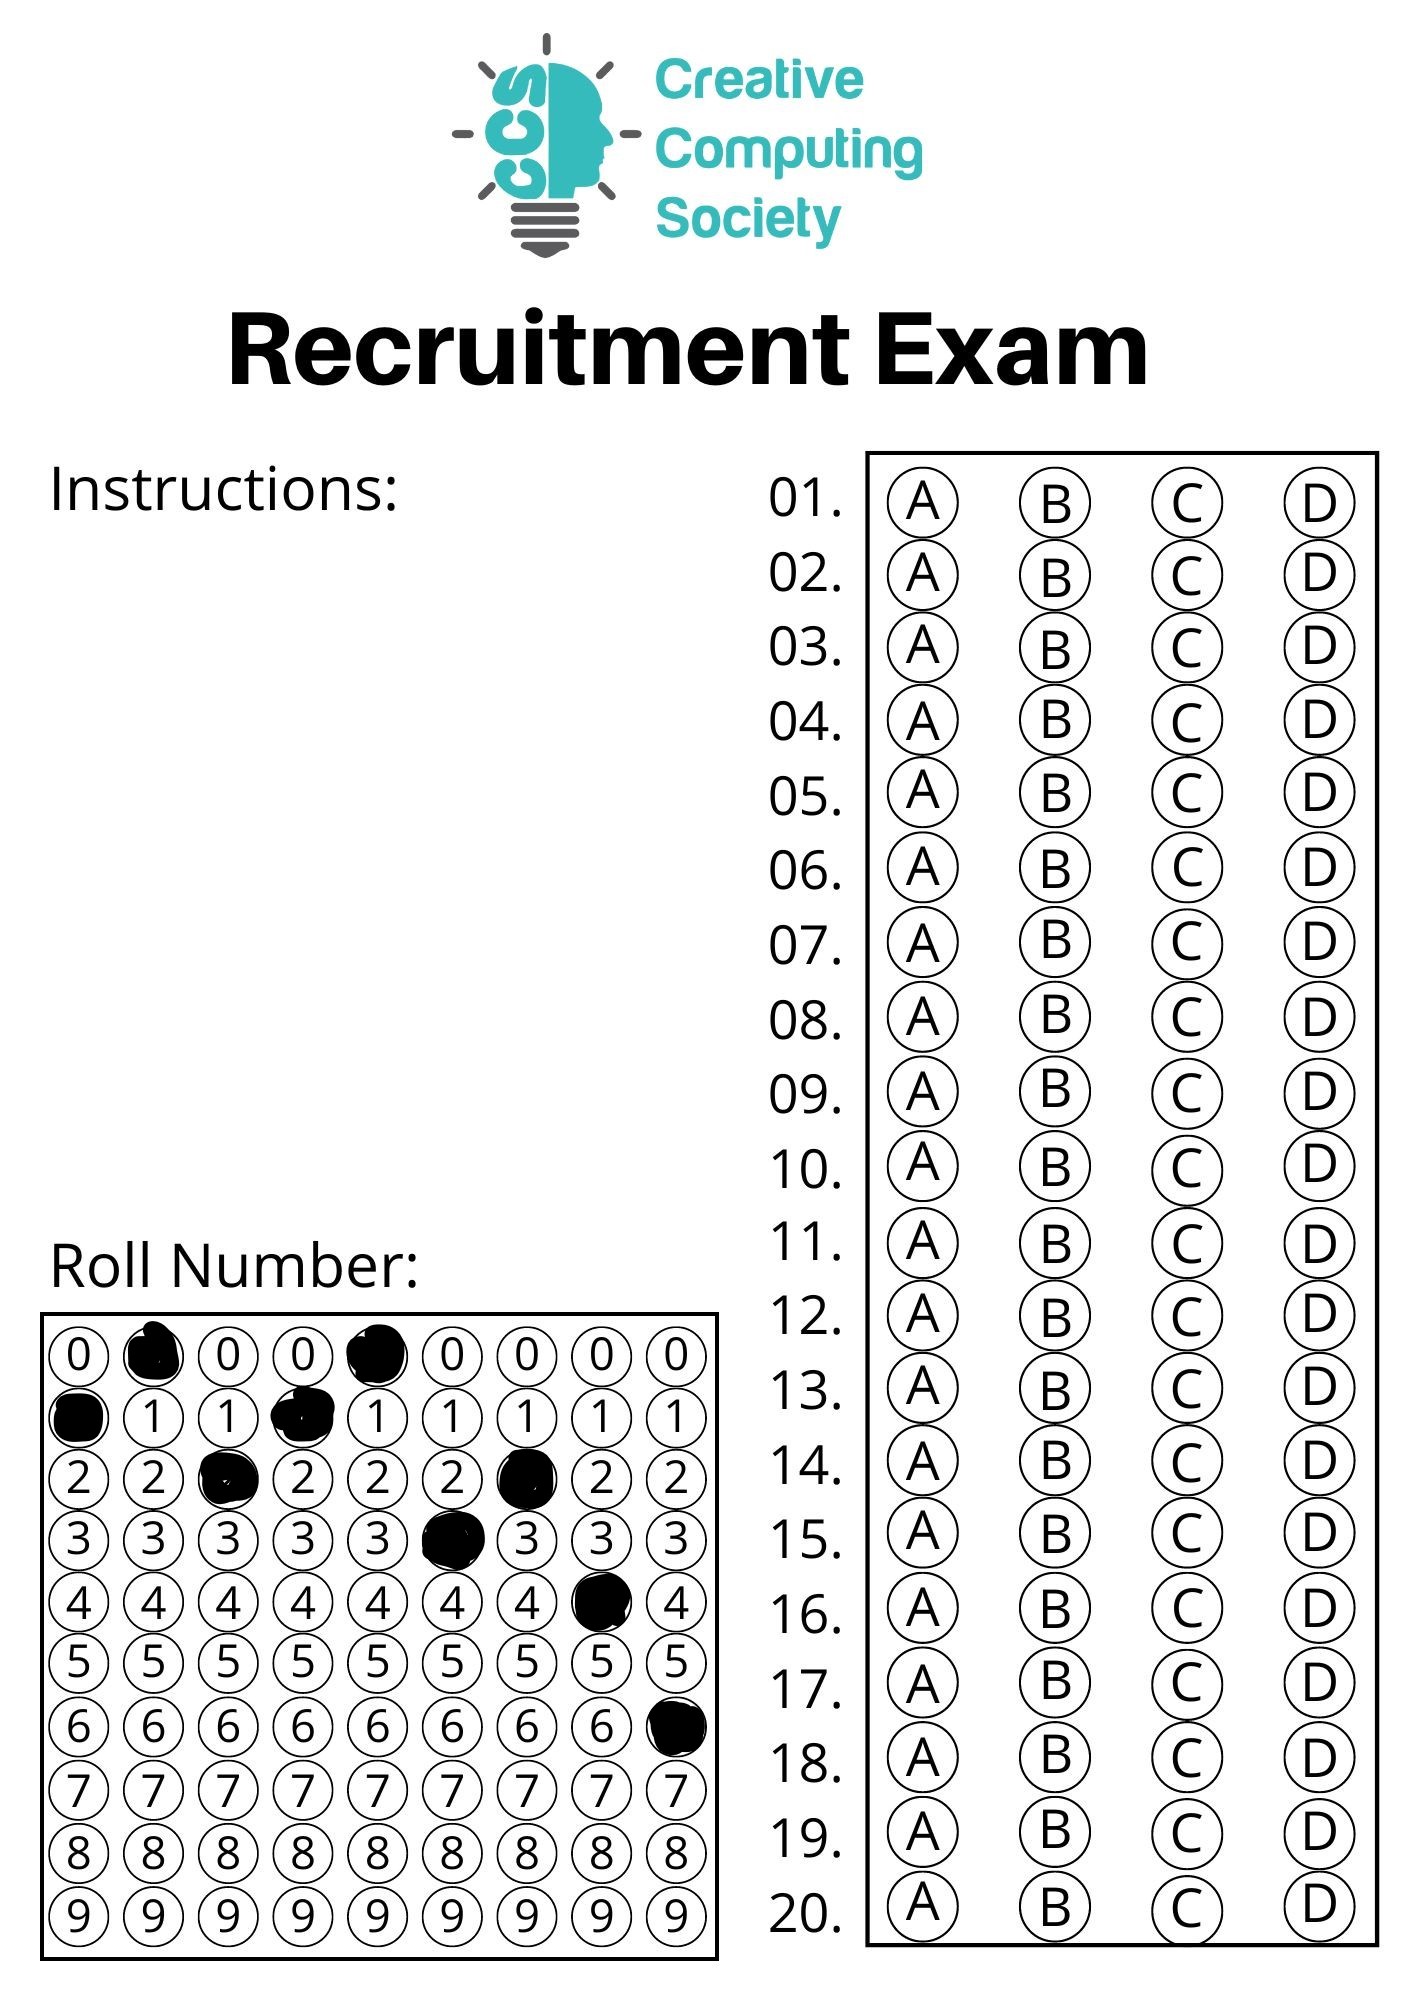 CCS
Creative
Computing
Society
Recruitment Exam
Instructions:
01. A B C D
02. A B C D
03. A B C D
04. A B C D
05. A B C D
06. A B C D
07. A B C D
08. A B C D
09. A B C D
10. A B C D
11. A B C D
12. A B C D
13. A B C D
14. A B C D
15. A B C D
16. A B C D
17. A B C D
18. A B C D
19. A B C D
20. A B C D
Roll Number:
0 0 0 0 0 0 0
1 1 1 1 1 1 1
2 2 2 2 2 2 2
3 3 3 3 3 3 3 3
4 4 4 4 4 4 4 4
5 5 5 5 5 5 5 5 5
6 6 6 6 6 6 6 6
7 7 7 7 7 7 7 7 7
8 8 8 8 8 8 8 8 8
9 9 9 9 9 9 9 9 9